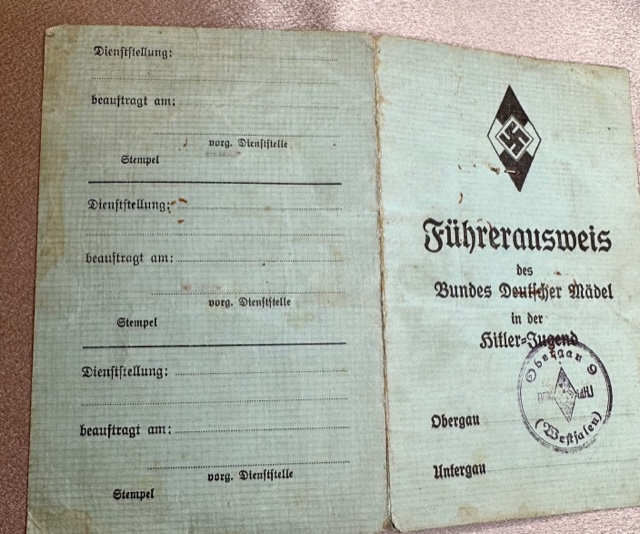 Dienststellung:
beauftragt am:
vorg. Dienststelle
Stempel
Dienststellung:
beauftragt am:
vorg. Dienststelle
Stempel
Dienststellung:
beauftragt am:
vorg. Dienststelle
Stempel
Führerausweis
des
Bundes Deutscher Mädel
in der
Hitler-Jugend
Obergau 9
(Westfalen)
Obergau
Untergau